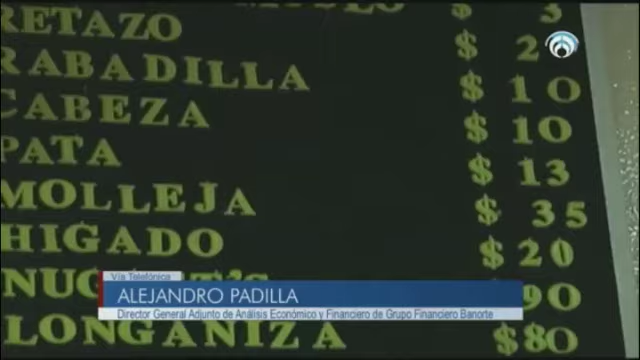 $ 3
RETAZO $ 2
RABADILLA $ 10
CABEZA $ 10
PATA $ 13
MOLLEJA $ 35
HIGADO $ 20
Vía Telefónica
ALEJANDRO PADILLA
90
Director General Adjunto de Análisis Económico y Financiero de Grupo Financiero Banorte
LONGANIZA $80